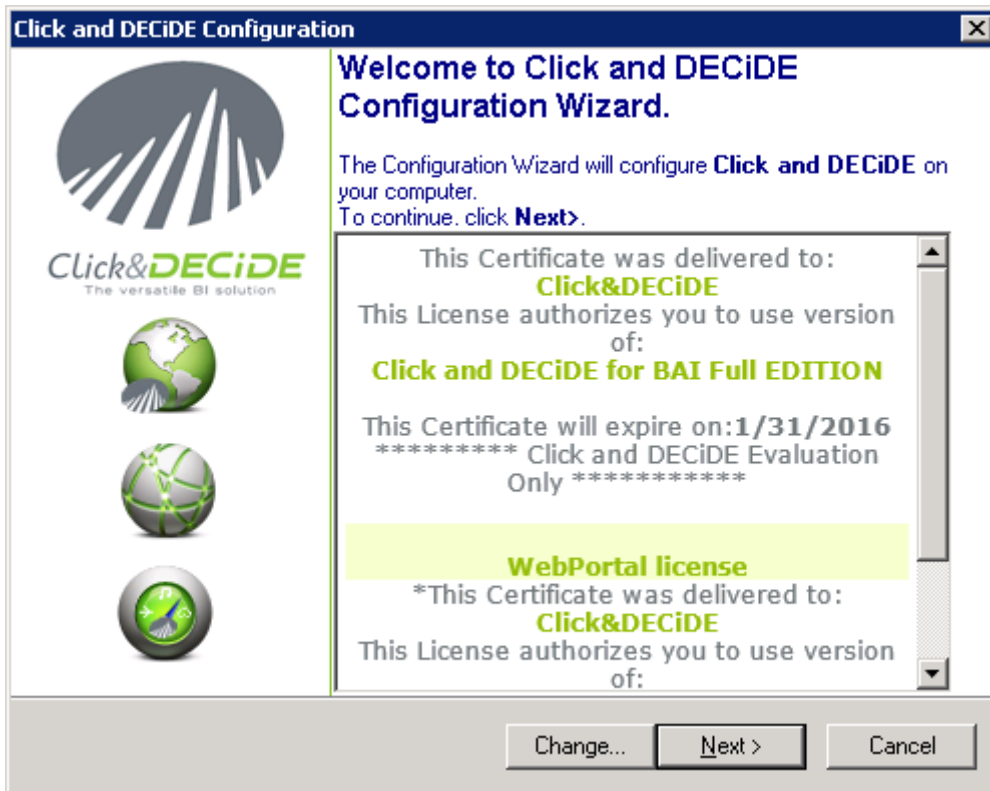 Click and DECiDE Configuration
Welcome to Click and DECiDE
Configuration Wizard.
The Configuration Wizard will configure Click and DECiDE on
your computer.
To continue. click Next>.
Click&DECiDE
The versatile BI solution
This Certificate was delivered to:
Click&DECiDE
This License authorizes you to use version
of:
Click and DECiDE for BAI Full EDITION
This Certificate will expire on:1/31/2016
********* Click and DECiDE Evaluation
Only ***********
WebPortal license
*This Certificate was delivered to:
Click&DECiDE
This License authorizes you to use version
of:
Change...
Next >
Cancel